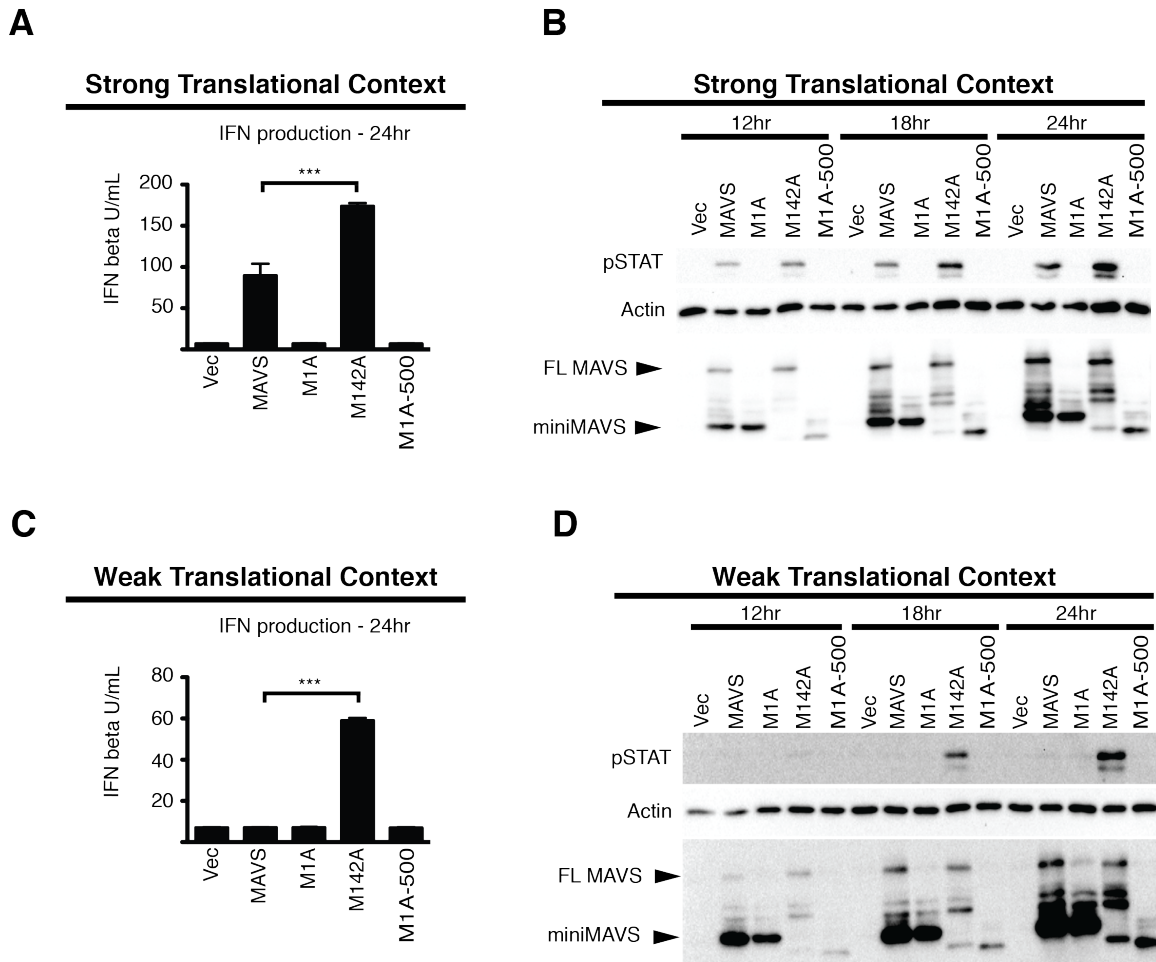 A
Strong Translational Context
IFN production - 24hr
IFN beta U/mL
200
150
100
50
***
Vec
MAVS
M1A
M142A
M1A-500
B
Strong Translational Context
12hr 18hr 24hr
Vec MAVS M1A M142A M1A-500 Vec MAVS M1A M142A M1A-500 Vec MAVS M1A M142A M1A-500
pSTAT
Actin
FL MAVS
miniMAVS
C
Weak Translational Context
IFN production - 24hr
IFN beta U/mL
80
60
40
20
***
Vec
MAVS
M1A
M142A
M1A-500
D
Weak Translational Context
12hr 18hr 24hr
Vec MAVS M1A M142A M1A-500 Vec MAVS M1A M142A M1A-500 Vec MAVS M1A M142A M1A-500
pSTAT
Actin
FL MAVS
miniMAVS